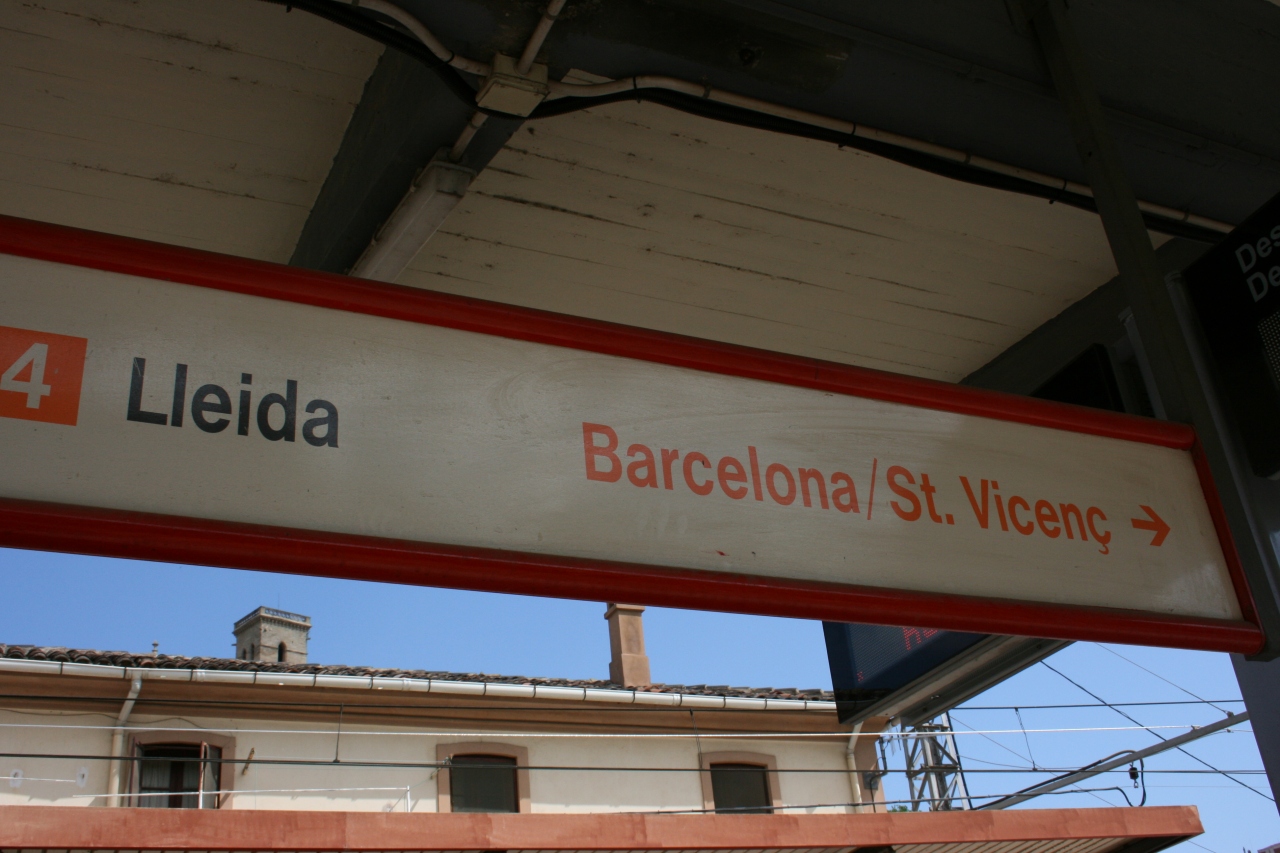 4 Lleida
Barcelona/St. Vicenç →